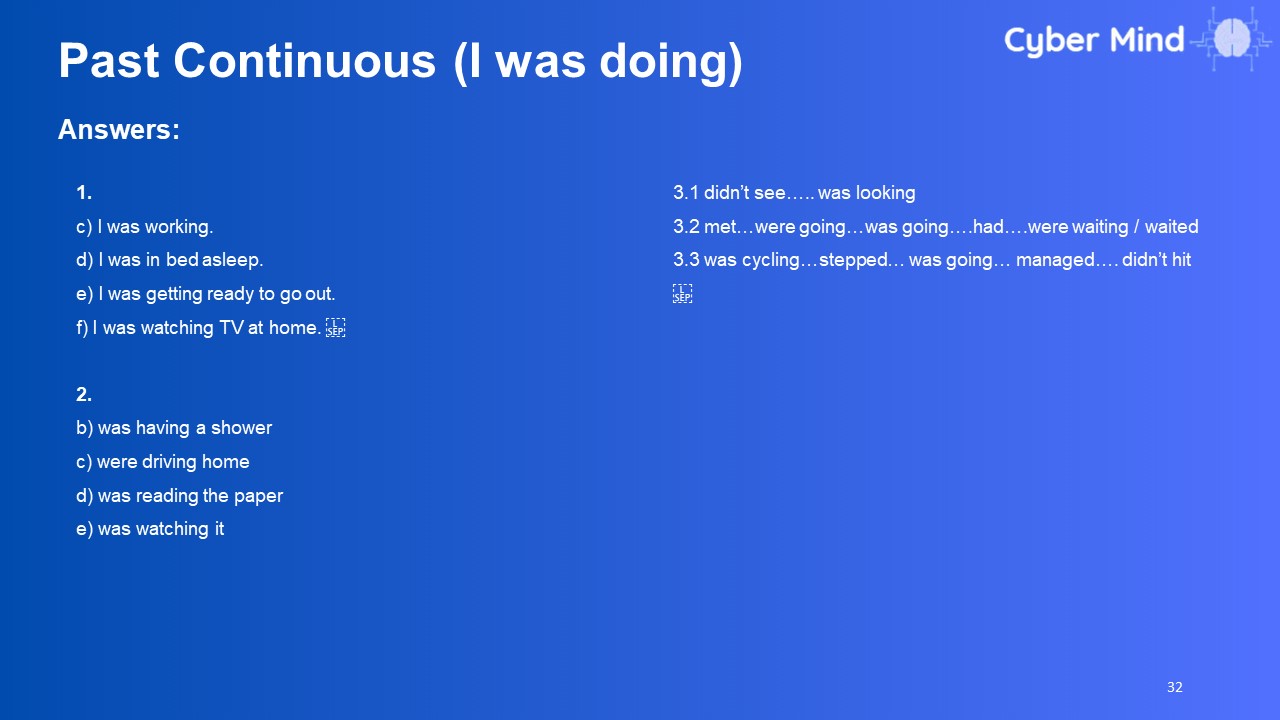 Past Continuous (I was doing)
Cyber Mind
Answers:
1.
c) I was working.
d) I was in bed asleep.
e) I was getting ready to go out.
f) I was watching TV at home. L SEP
2.
b) was having a shower
c) were driving home
d) was reading the paper
e) was watching it
3.1 didn’t see….. was looking
3.2 met…were going…was going….had….were waiting / waited
3.3 was cycling…stepped… was going… managed…. didn’t hit
L SEP
32